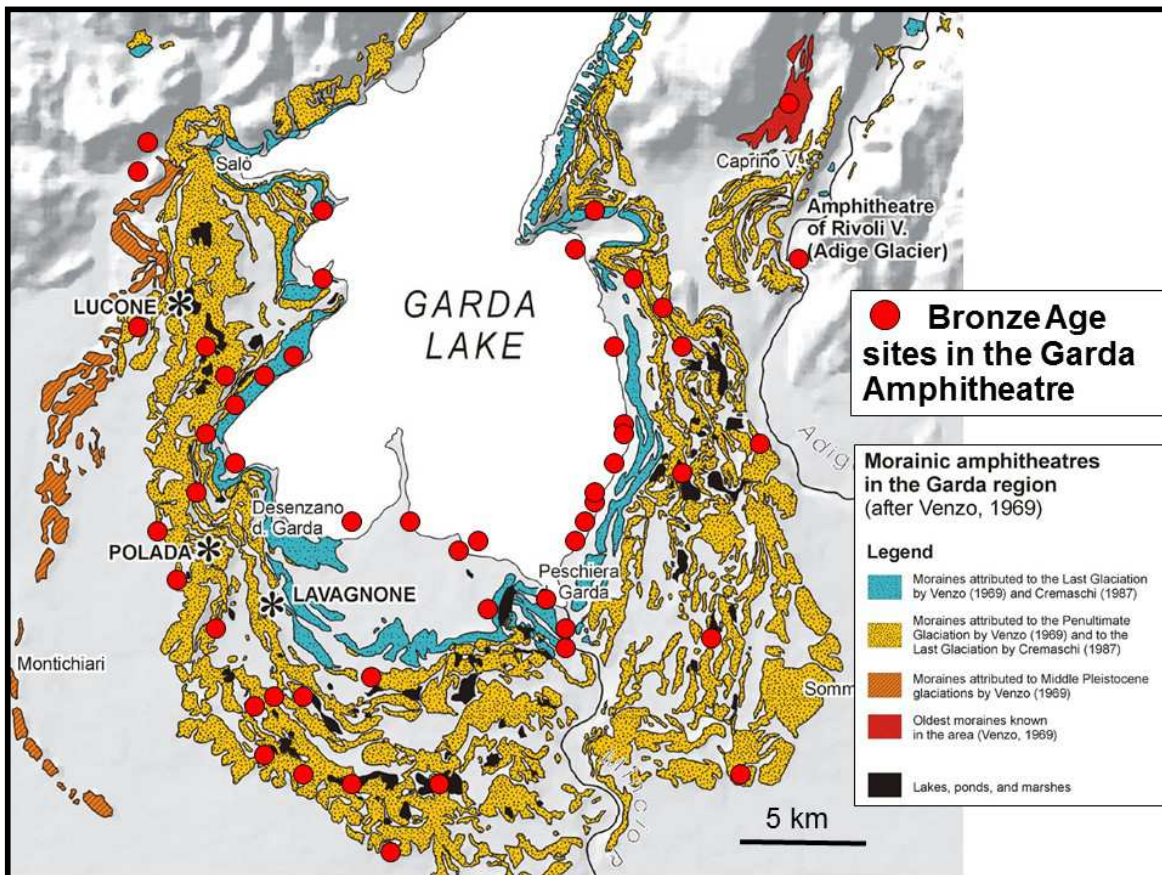 Saló
Caprino V.
Amphitheatre
of Rivoli V.
(Adige Glacier)
LUCONE
GARDA
LAKE
Bronze Age
sites in the Garda
Amphitheatre
Adig
Morainic amphitheatres
in the Garda region
(after Venzo, 1969)
Legend
Moraines attributed to the Last Glaciation
by Venzo (1969) and Cremaschi (1987)
Moraines attributed to the Penultimate
Glaciation by Venzo (1969) and to the
Last Glaciation by Cremaschi (1987)
Moraines attributed to Middle Pleistocene
glaciations by Venzo (1969)
Oldest moraines known
in the area (Venzo, 1969)
Lakes, ponds, and marshes
Desenzano
d. Garda
POLADA
Peschiera
Garda
LAVAGNONE
Montichiari
Somm
Mincio R.
5 km